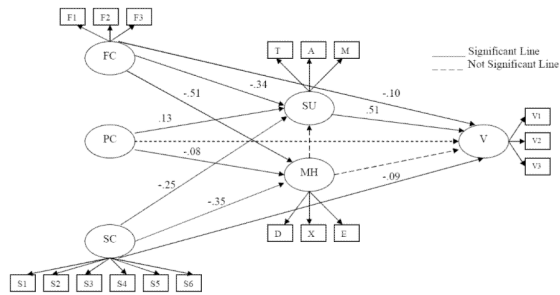 F1 F2 F3
FC
T A M
Significant Line
Not Significant Line
-.34
-.10
-.51
SU
.51
.13
PC
V
V1
V2
V3
-.08
MH
-.25
-.35
-.09
D X E
SC
S1 S2 S3 S4 S5 S6